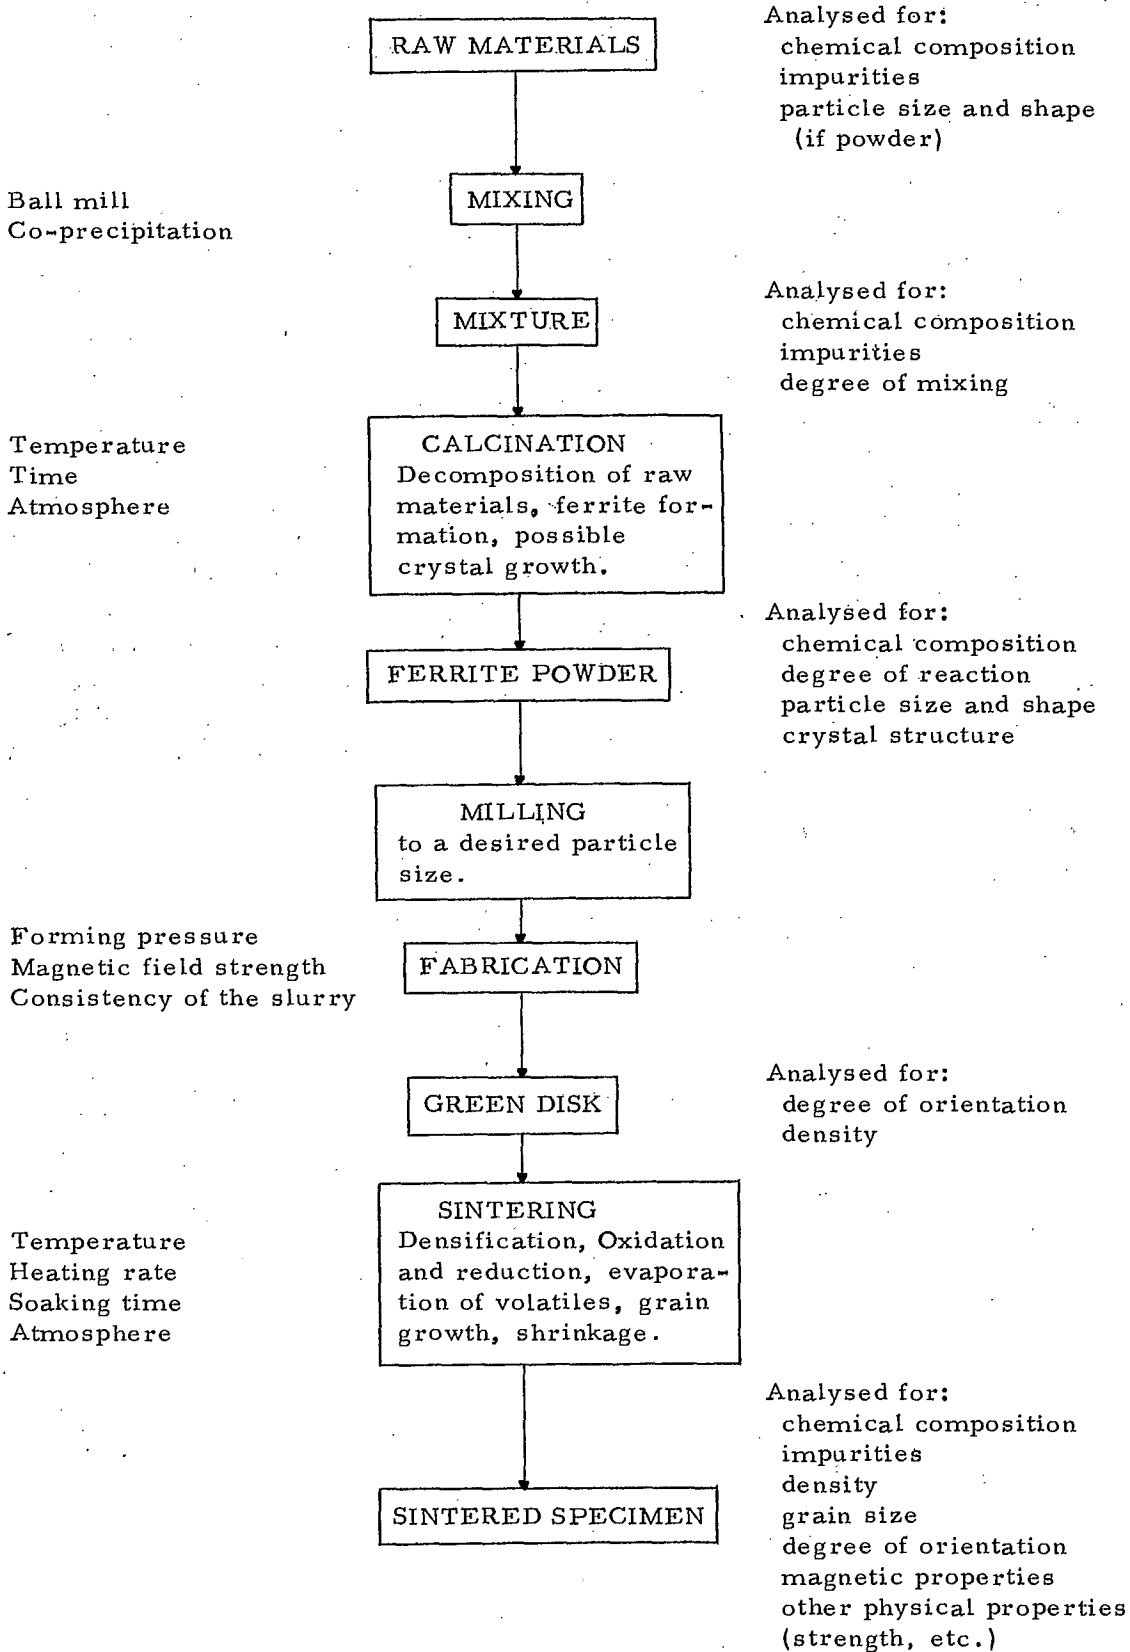 RAW MATERIALS
Analysed for:
chemical composition
impurities
particle size and shape
(if powder)
Ball mill
Co-precipitation
MIXING
MIXTURE
Analysed for:
chemical composition
impurities
degree of mixing
Temperature
Time
Atmosphere
CALCINATION
Decomposition of raw
materials, ferrite for-
mation, possible
crystal growth.
FERRITE POWDER
Analysed for:
chemical composition
degree of reaction
particle size and shape
crystal structure
MILLING
to a desired particle
size.
Forming pressure
Magnetic field strength
Consistency of the slurry
FABRICATION
GREEN DISK
Analysed for:
degree of orientation
density
Temperature
Heating rate
Soaking time
Atmosphere
SINTERING
Densification, Oxidation
and reduction, evapora-
tion of volatiles, grain
growth, shrinkage.
SINTERED SPECIMEN
Analysed for:
chemical composition
impurities
density
grain size
degree of orientation
magnetic properties
other physical properties
(strength, etc.)